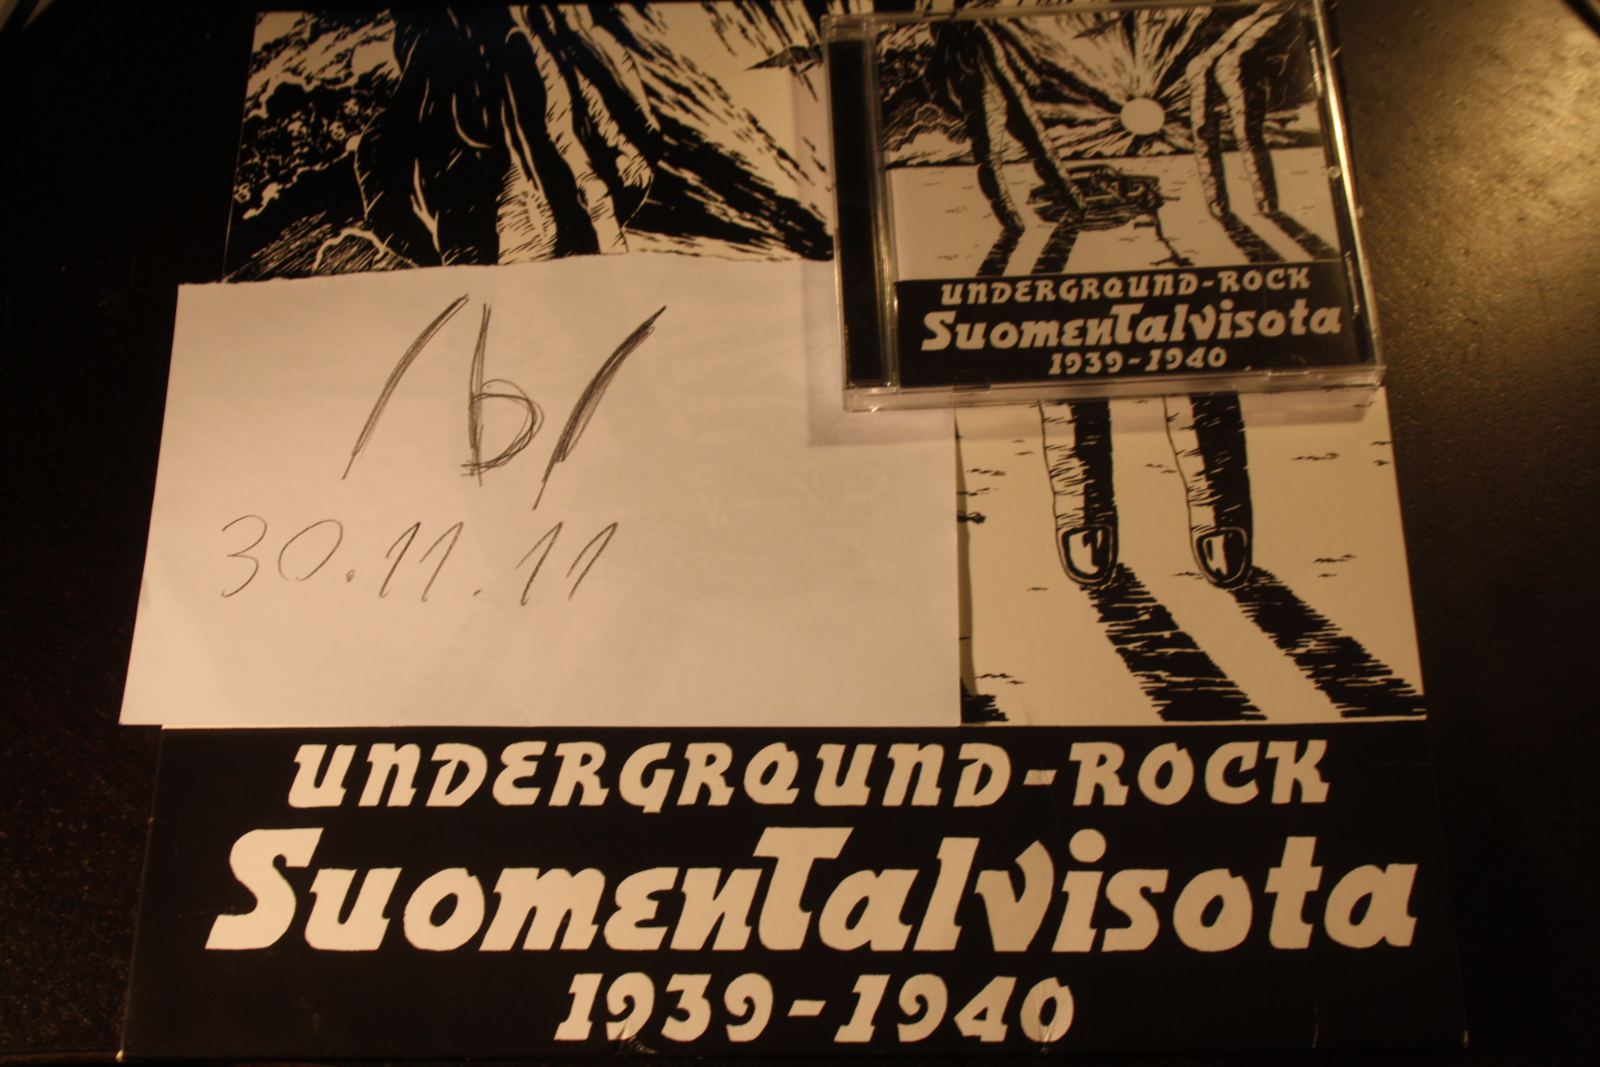 UNDERGROUND-ROCK
SuomenTalvisota
1939-1940
/b/
30.11.11
UNDERGROUND-ROCK
SuomenTalvisota
1939-1940